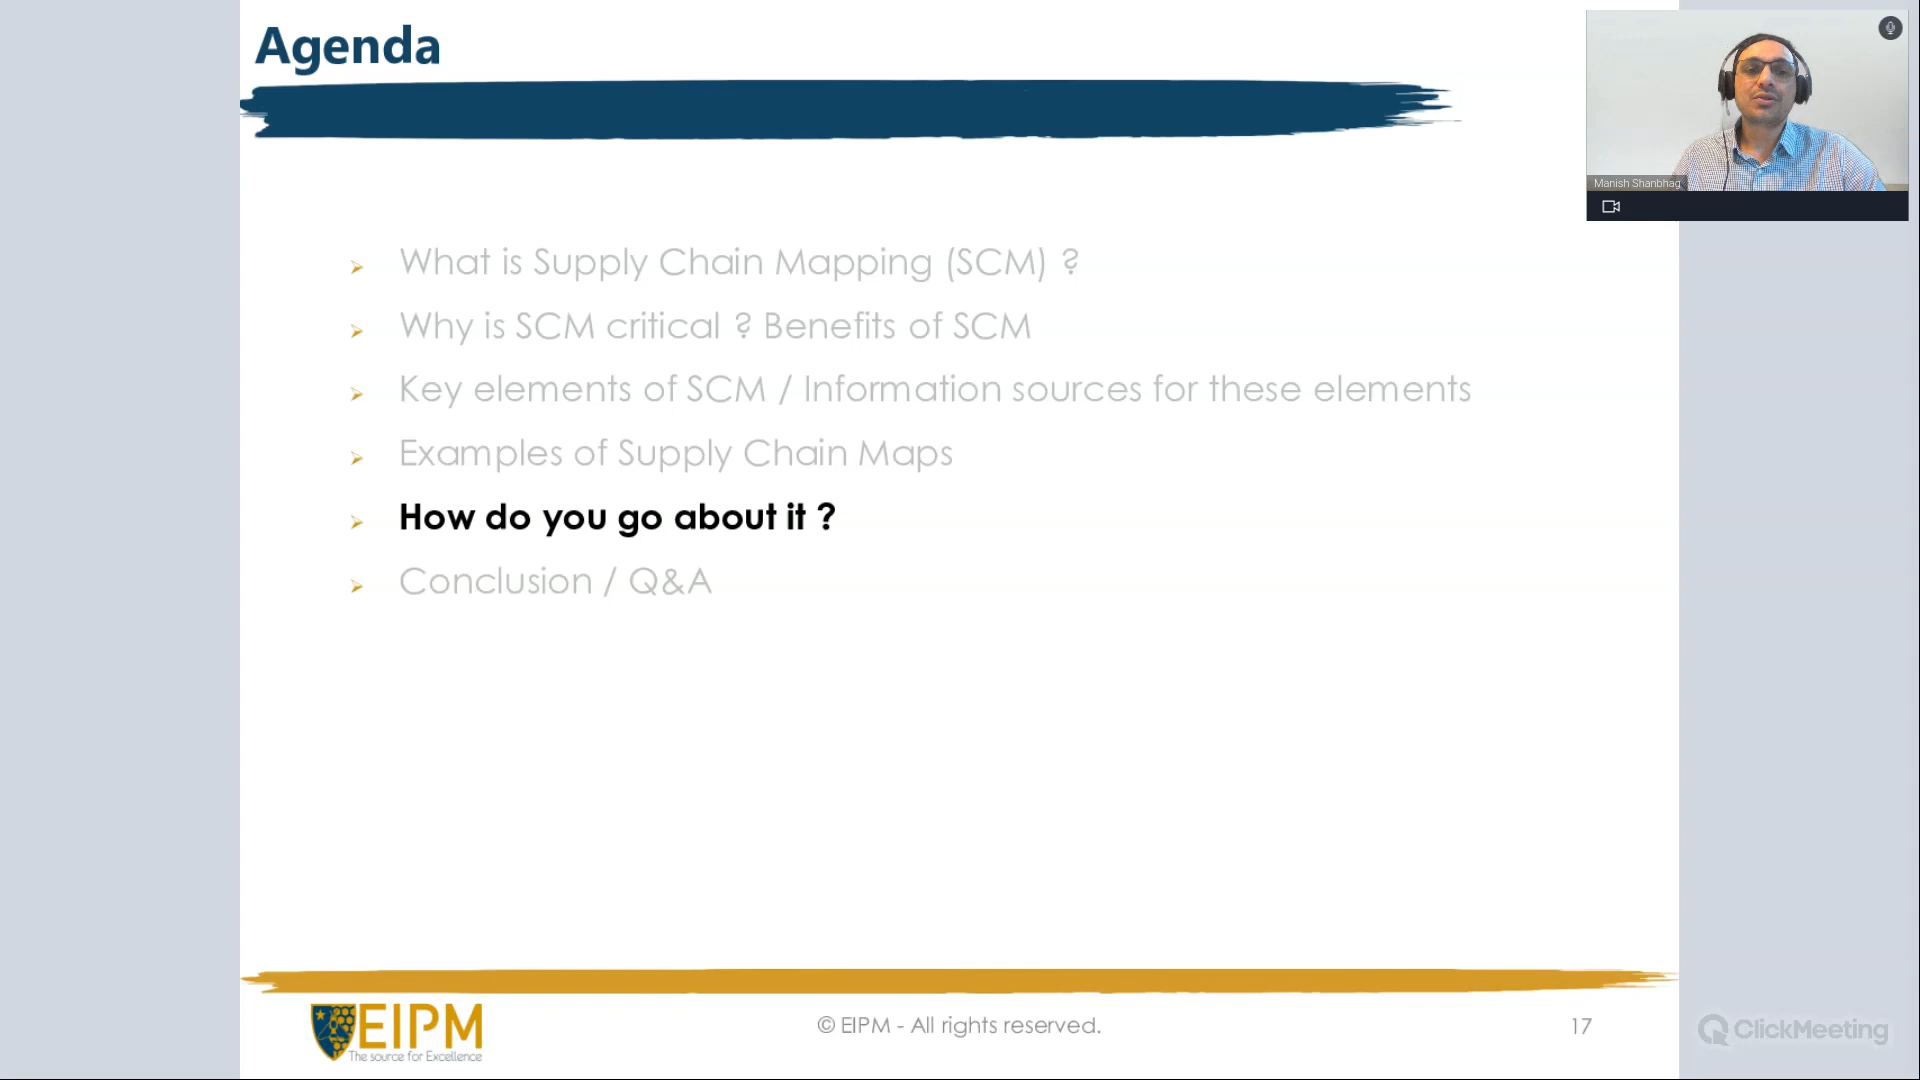 Agenda
Manish Shanbhag
What is Supply Chain Mapping (SCM) ?
Why is SCM critical ? Benefits of SCM
Key elements of SCM / Information sources for these elements
Examples of Supply Chain Maps
How do you go about it ?
Conclusion / Q&A
EIPM
The source for Excellence
© EIPM - All rights reserved.
17
ClickMeeting